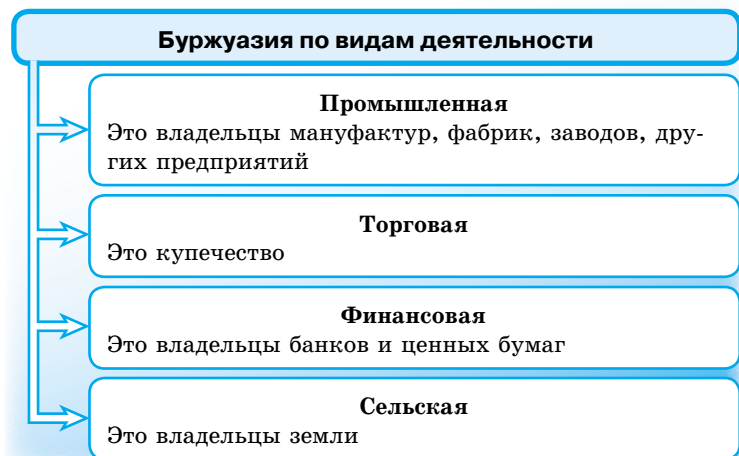 Буржуазия по видам деятельности
Промышленная
Это владельцы мануфактур, фабрик, заводов, дру-
гих предприятий
Торговая
Это купечество
Финансовая
Это владельцы банков и ценных бумаг
Сельская
Это владельцы земли